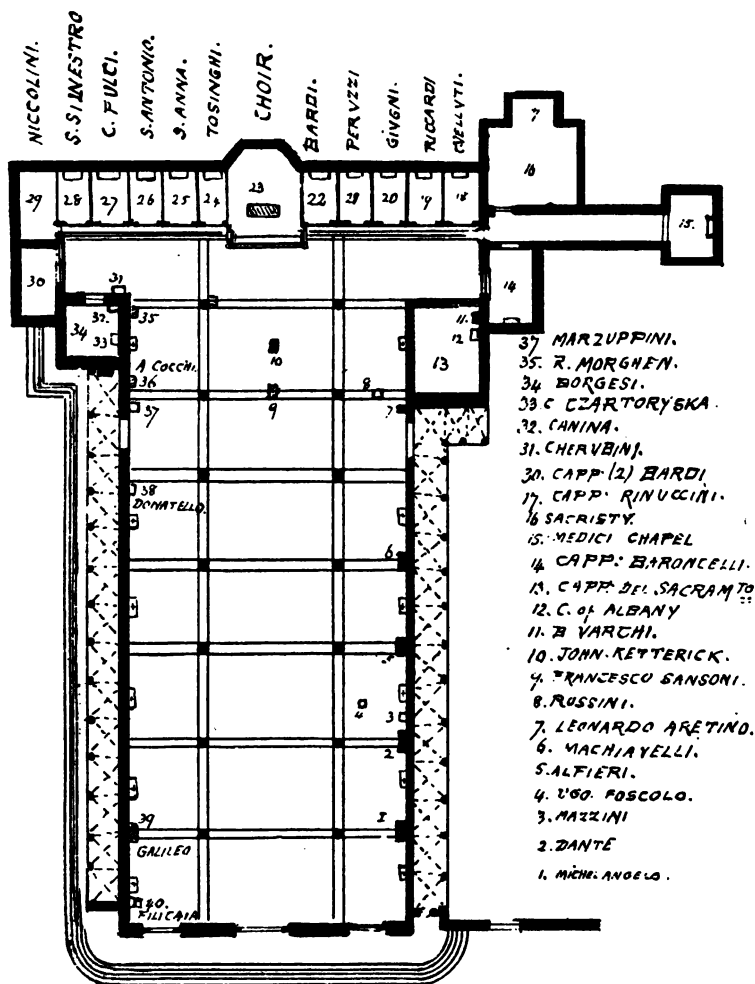 NICCOLINI.
S. SILVESTRO
C. FULCI.
S. ANTONIO.
S. ANNA.
TOSINGHI.
CHOIR.
BARDI.
PERUZZI
GIUGNI.
RICCARDI
VELLUTI.
7
16
29
28
27
26
25
24
23
22
21
20
19
18
15.
30
31
14
34
32.
33
35
11.
12
13
10
A COCCHI.
36
37
9
8
7
38
DONATELLO.
6
4
3
2
39
GALILEO
I
40.
FILICAIA
37 MARZUPPINI.
35. R. MORGHEN.
34 BORGESI.
33. C CZARTORYSKA.
32. CANINA.
31. CHERUBINI.
30. CAPP. (2) BARDI
17. CAPP. RINUCCINI.
16 SACRISTY.
15. MEDICI CHAPEL
14 CAPP: BARONCELLI.
13. CAPP. DEL SACRAMTO
12. C. of ALBANY
11. B VARCHI.
10. JOHN. KETTERICK.
9. FRANCESCO SANSONI.
8. ROSSINI.
7. LEONARDO ARETINO.
6. MACHIAVELLI.
5. ALFIERI.
4. UGO. FOSCOLO.
3. MAZZINI
2. DANTE
1. MICHEL ANGELO.